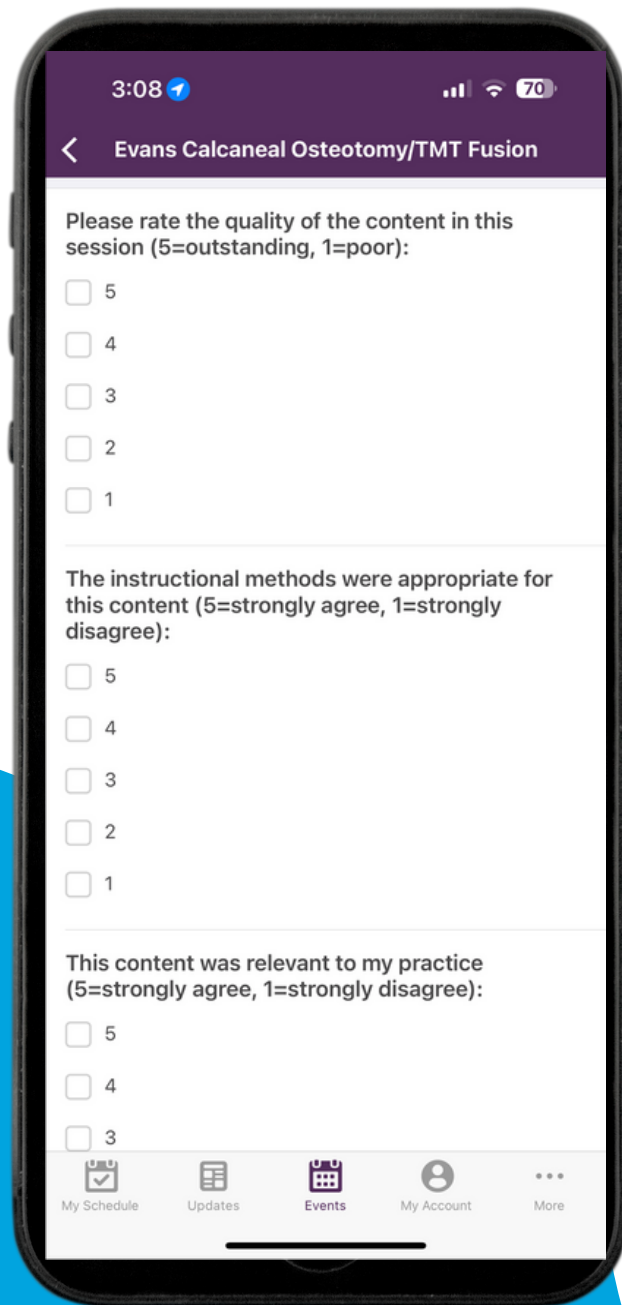 3:08 70
Evans Calcaneal Osteotomy/TMT Fusion
Please rate the quality of the content in this
session (5=outstanding, 1=poor):
5
4
3
2
1
The instructional methods were appropriate for
this content (5=strongly agree, 1=strongly
disagree):
5
4
3
2
1
This content was relevant to my practice
(5=strongly agree, 1=strongly disagree):
5
4
3
My Schedule Updates Events My Account More